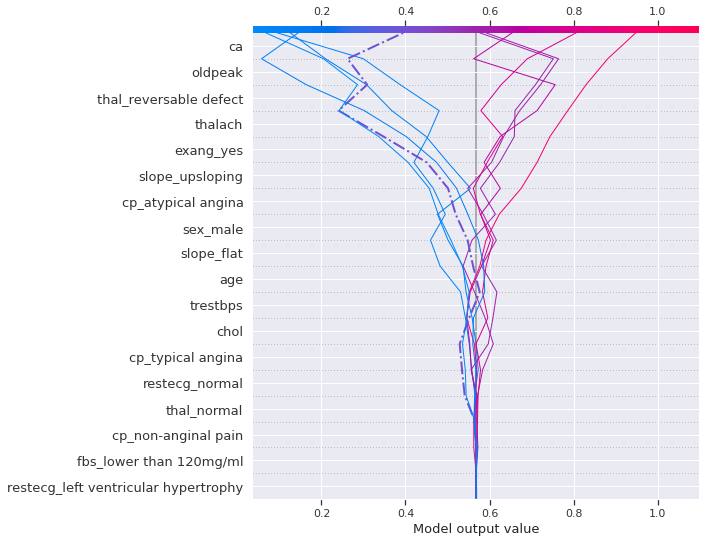 0.2 0.4 0.6 0.8 1.0
ca
oldpeak
thal_reversable defect
thalach
exang_yes
slope_upsloping
cp_atypical angina
sex_male
slope_flat
age
trestbps
chol
cp_typical angina
restecg_normal
thal_normal
cp_non-anginal pain
fbs_lower than 120mg/ml
restecg_left ventricular hypertrophy
0.2 0.4 0.6 0.8 1.0
Model output value